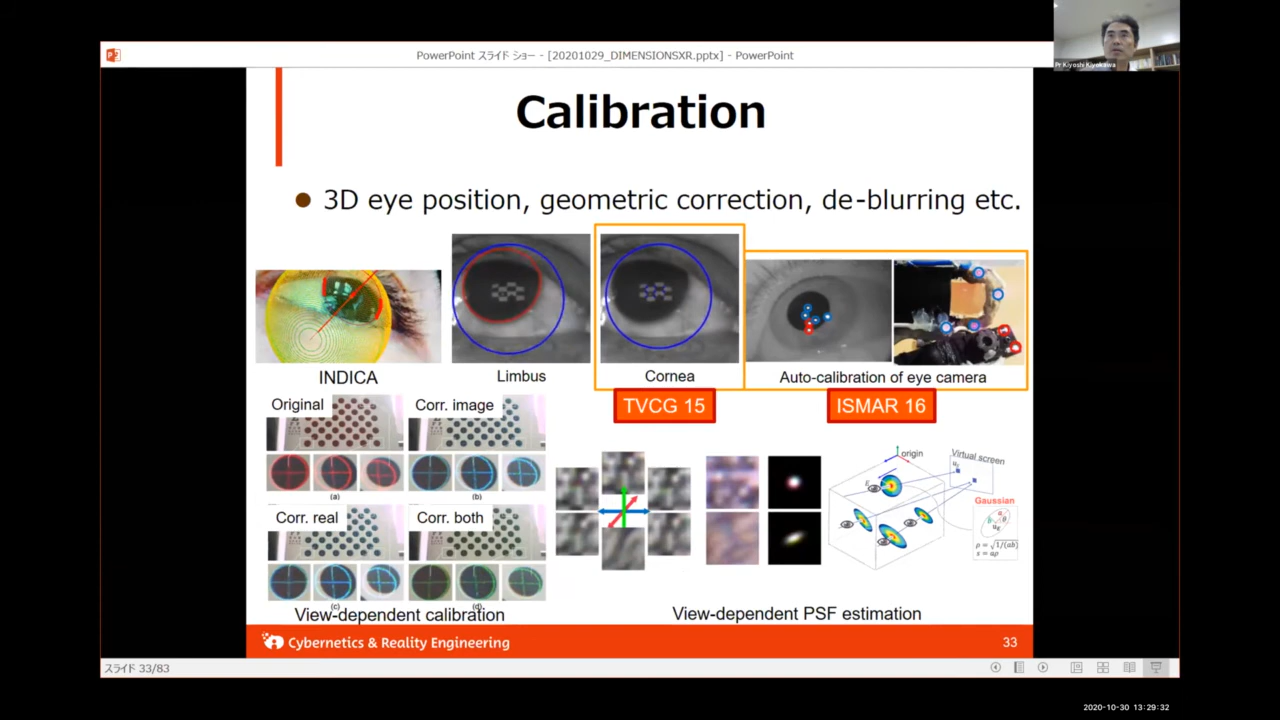 PowerPoint スライド ショー - [20201029_DIMENSIONSXR.pptx] - PowerPoint
Pr Kiyoshi Kiyokawa
Calibration
3D eye position, geometric correction, de-blurring etc.
INDICA
Limbus
Cornea
Auto-calibration of eye camera
TVCG 15
ISMAR 16
Original
Corr. image
(a)
(b)
Corr. real
Corr. both
(c)
(d)
View-dependent calibration
origin
Virtual screen
Gaussian
View-dependent PSF estimation
Cybernetics & Reality Engineering
33
スライド 33/83
2020-10-30 13:29:32